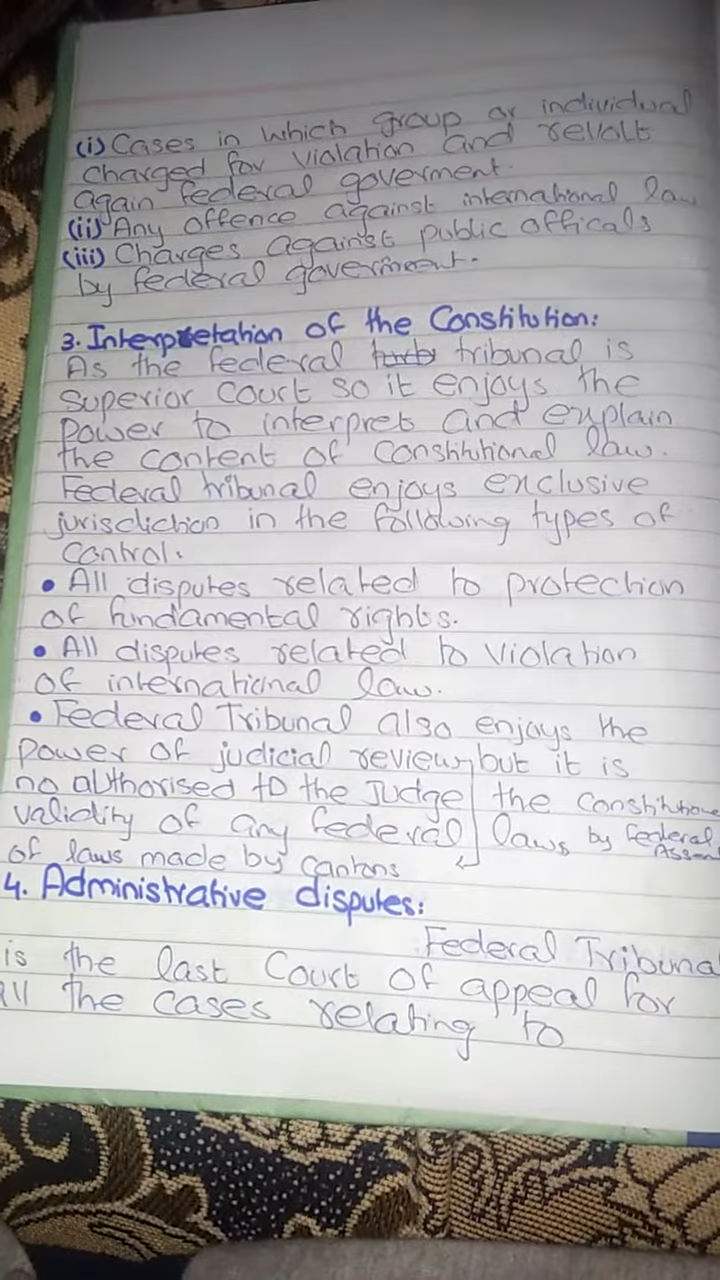 (i) Cases in which group or individual
charged for violation and revolt
again federal goverment.
(ii) Any offence against international law
(iii) Charges against public officals
by federal goverment.
3. Interpretation of the Constitution:
As the federal tribunal is
superior court so it enjoys the
power to interpret and explain
the content of constitutional law.
Federal tribunal enjoys exclusive
jurisdiction in the following types of
control.
• All disputes related to protection
of fundamental rights.
• All disputes related to violation
of international law.
• Federal Tribunal also enjoys the
power of judicial review, but it is
no authorised to the Judge the constitutiona
validity of any federal laws by federal Assem
of laws made by cantons
4. Administrative disputes:
Federal Tribunal
is the last Court of appeal for
all the cases relating to